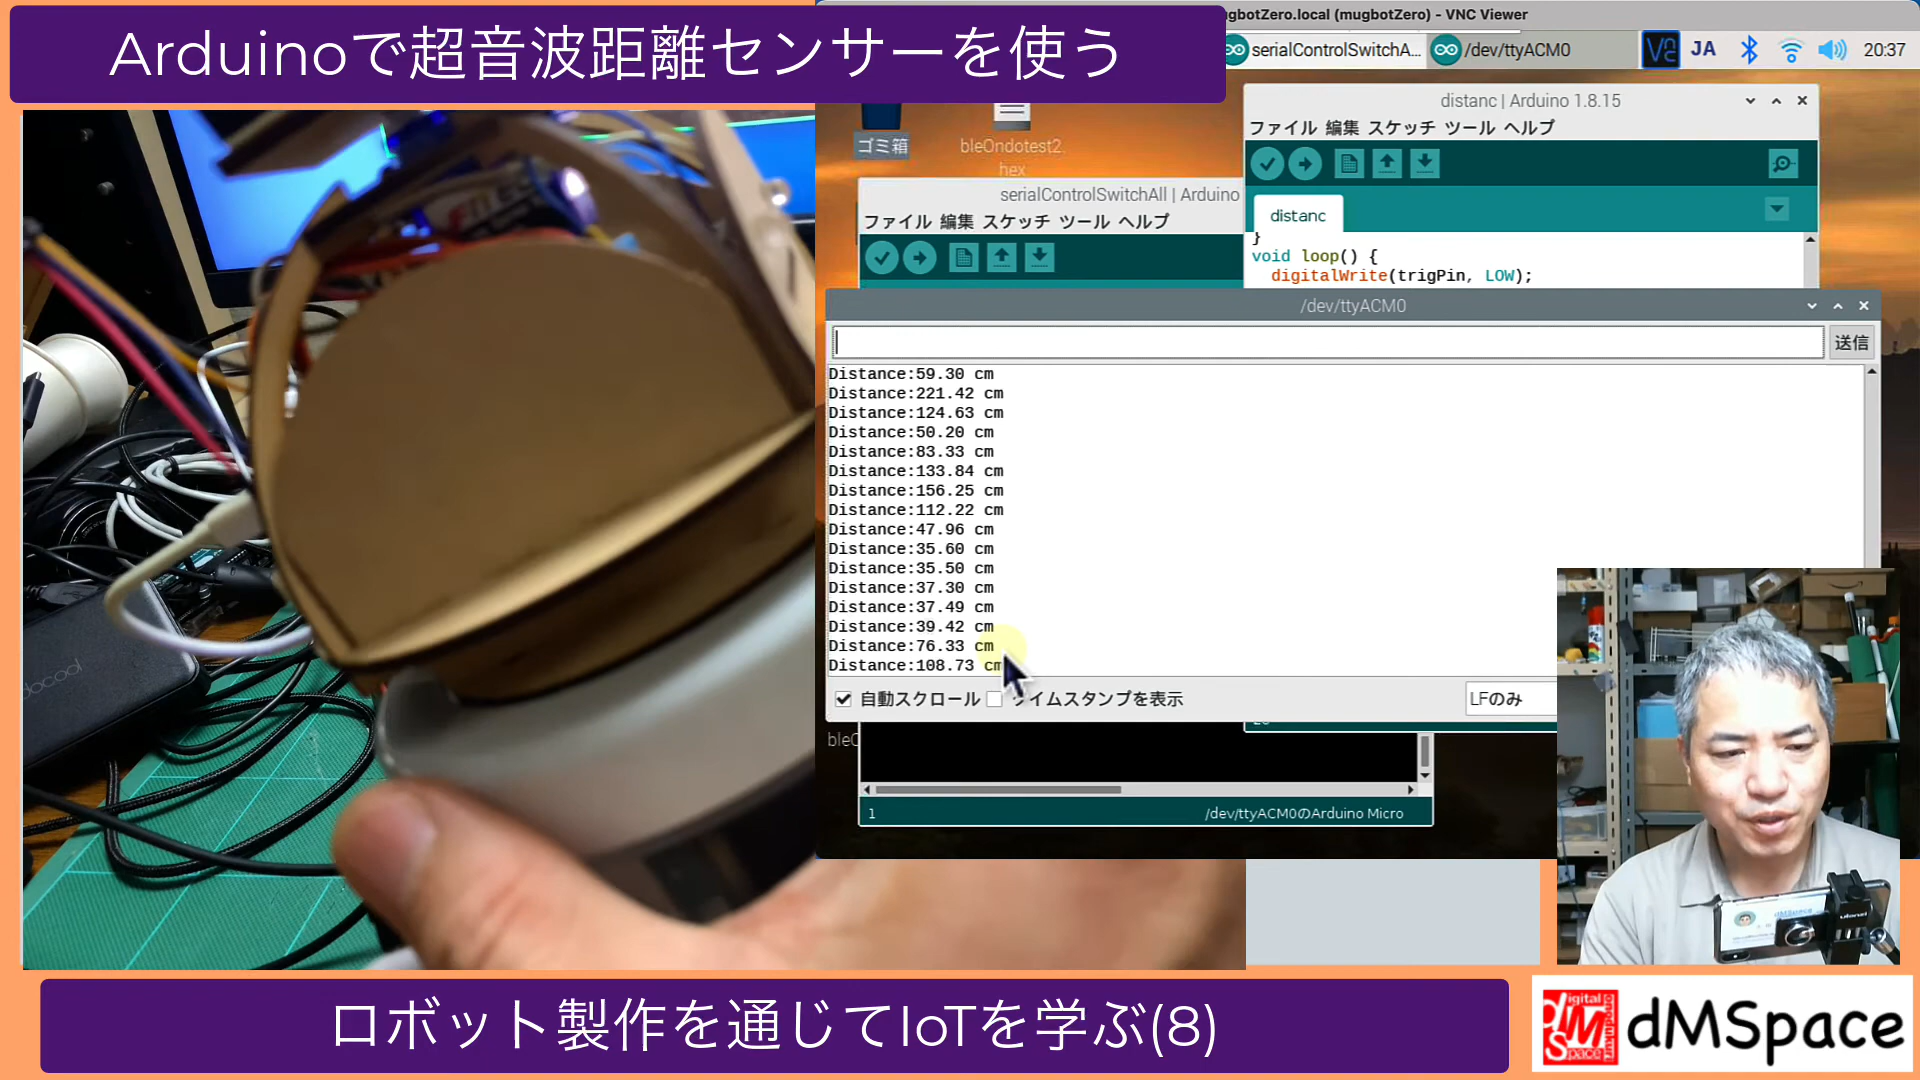 Arduinoで超音波距離センサーを使う
ugbotZero.local (mugbotZero) - VNC Viewer
serialControlSwitchA...
/dev/ttyACM0
JA
20:37
ゴミ箱
bleOndotest2.
hex
distanc | Arduino 1.8.15
ファイル 編集 スケッチ ツール ヘルプ
distanc
}
void loop() {
digitalWrite(trigPin, LOW);
serialControlSwitchAll | Arduino
ファイル 編集 スケッチ ツール ヘルプ
/dev/ttyACM0
送信
Distance:59.30 cm
Distance:221.42 cm
Distance:124.63 cm
Distance:50.20 cm
Distance:83.33 cm
Distance:133.84 cm
Distance:156.25 cm
Distance:112.22 cm
Distance:47.96 cm
Distance:35.60 cm
Distance:35.50 cm
Distance:37.30 cm
Distance:37.49 cm
Distance:39.42 cm
Distance:76.33 cm
Distance:108.73 cm
自動スクロール
タイムスタンプを表示
LFのみ
1
/dev/ttyACM0のArduino Micro
ロボット製作を通じてIoTを学ぶ(8)
dMSpace